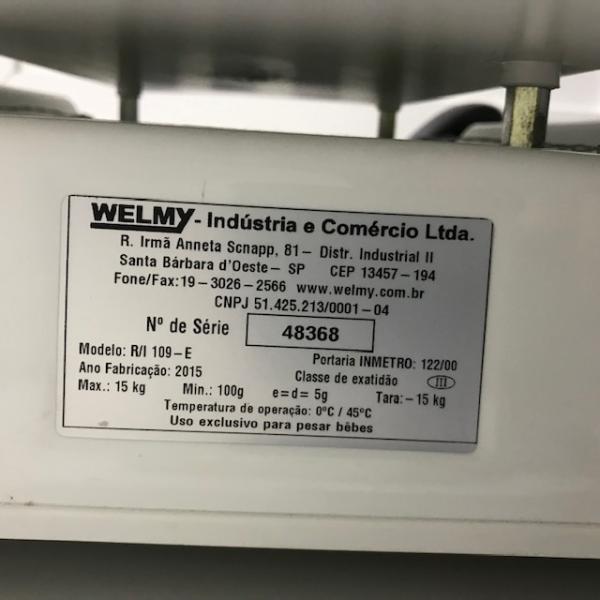 WELMY - Indústria e Comércio Ltda.
R. Irmã Anneta Scnapp, 81 – Distr. Industrial II
Santa Bárbara d'Oeste – SP CEP 13457 – 194
Fone/Fax: 19 – 3026 – 2566 www.welmy.com.br
CNPJ 51.425.213/0001 – 04
Nº de Série 48368
Modelo: R/I 109 – E Portaria INMETRO: 122/00
Ano Fabricação: 2015 Classe de exatidão III
Max.: 15 kg Min.: 100g e=d= 5g Tara: – 15 kg
Temperatura de operação: 0ºC / 45ºC
Uso exclusivo para pesar bêbes